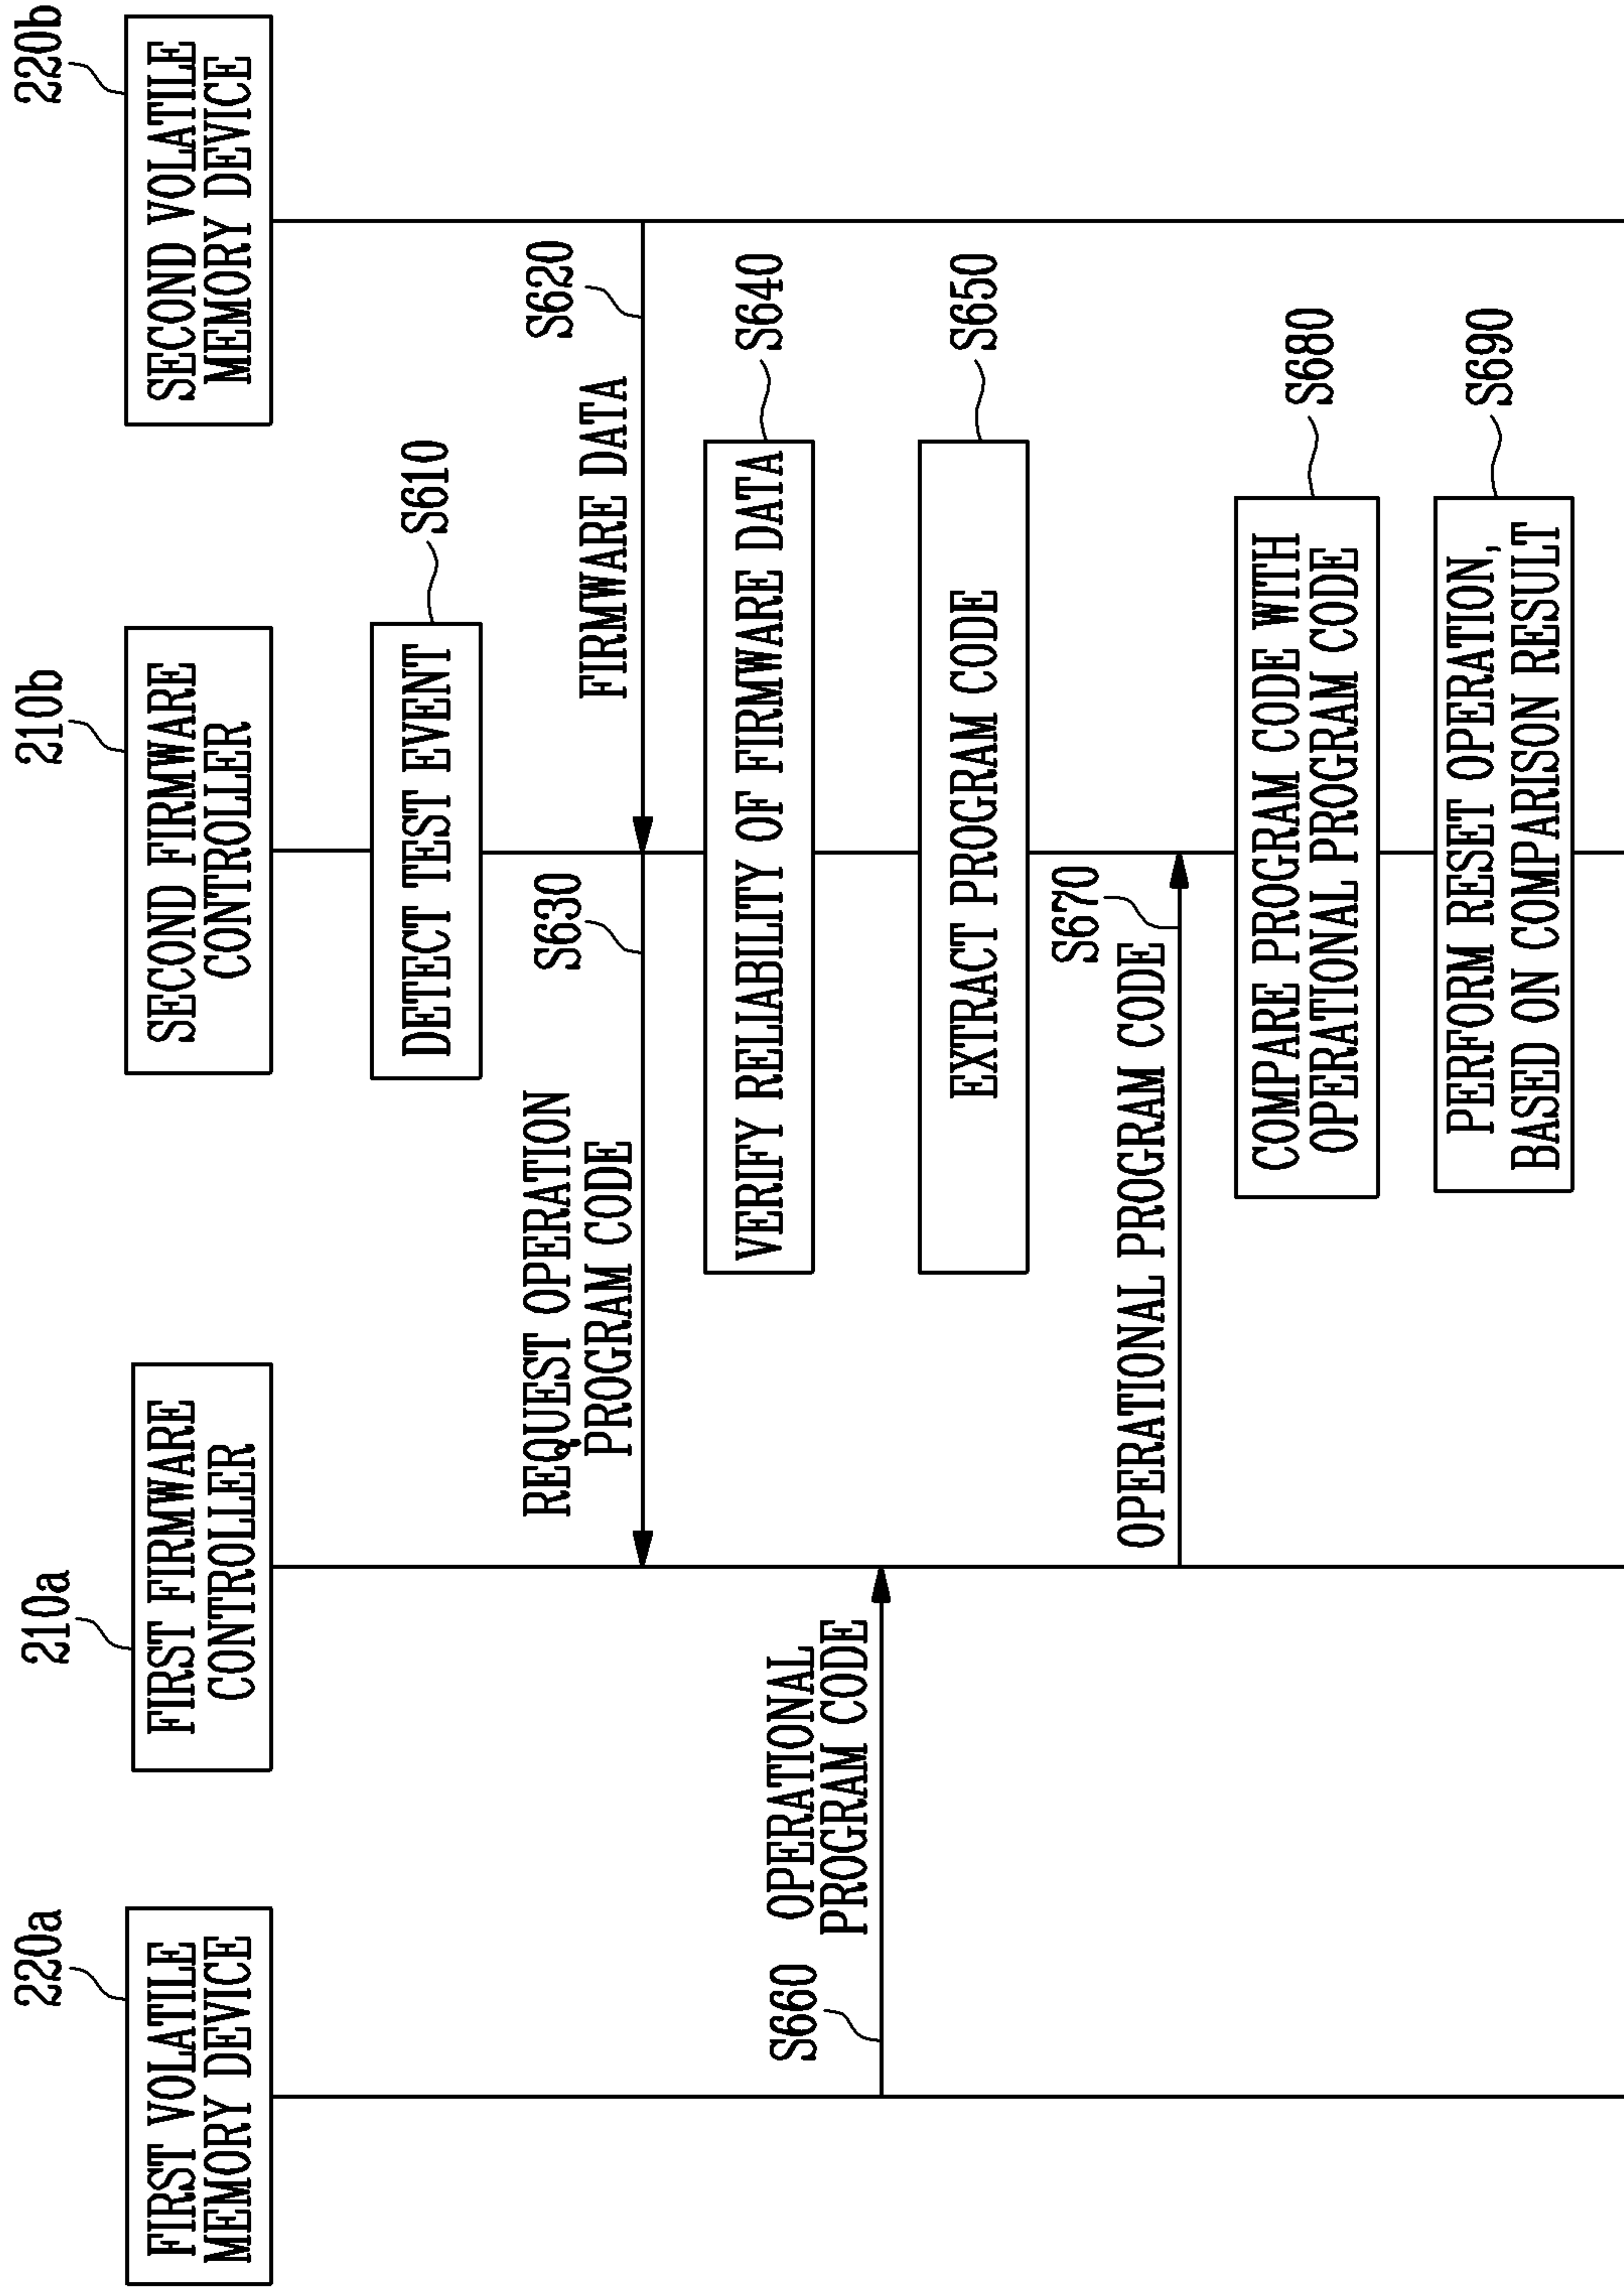 220a
FIRST VOLATILE
MEMORY DEVICE
210a
FIRST FIRMWARE
CONTROLLER
210b
SECOND FIRMWARE
CONTROLLER
220b
SECOND VOLATILE
MEMORY DEVICE
DETECT TEST EVENT
S610
REQUEST OPERATION
PROGRAM CODE
S630
FIRMWARE DATA
S620
VERIFY RELIABILITY OF FIRMWARE DATA
S640
S660
OPERATIONAL
PROGRAM CODE
EXTRACT PROGRAM CODE
S650
OPERATIONAL PROGRAM CODE
S670
COMPARE PROGRAM CODE WITH
OPERATIONAL PROGRAM CODE
S680
PERFORM RESET OPERATION,
BASED ON COMPARISON RESULT
S690